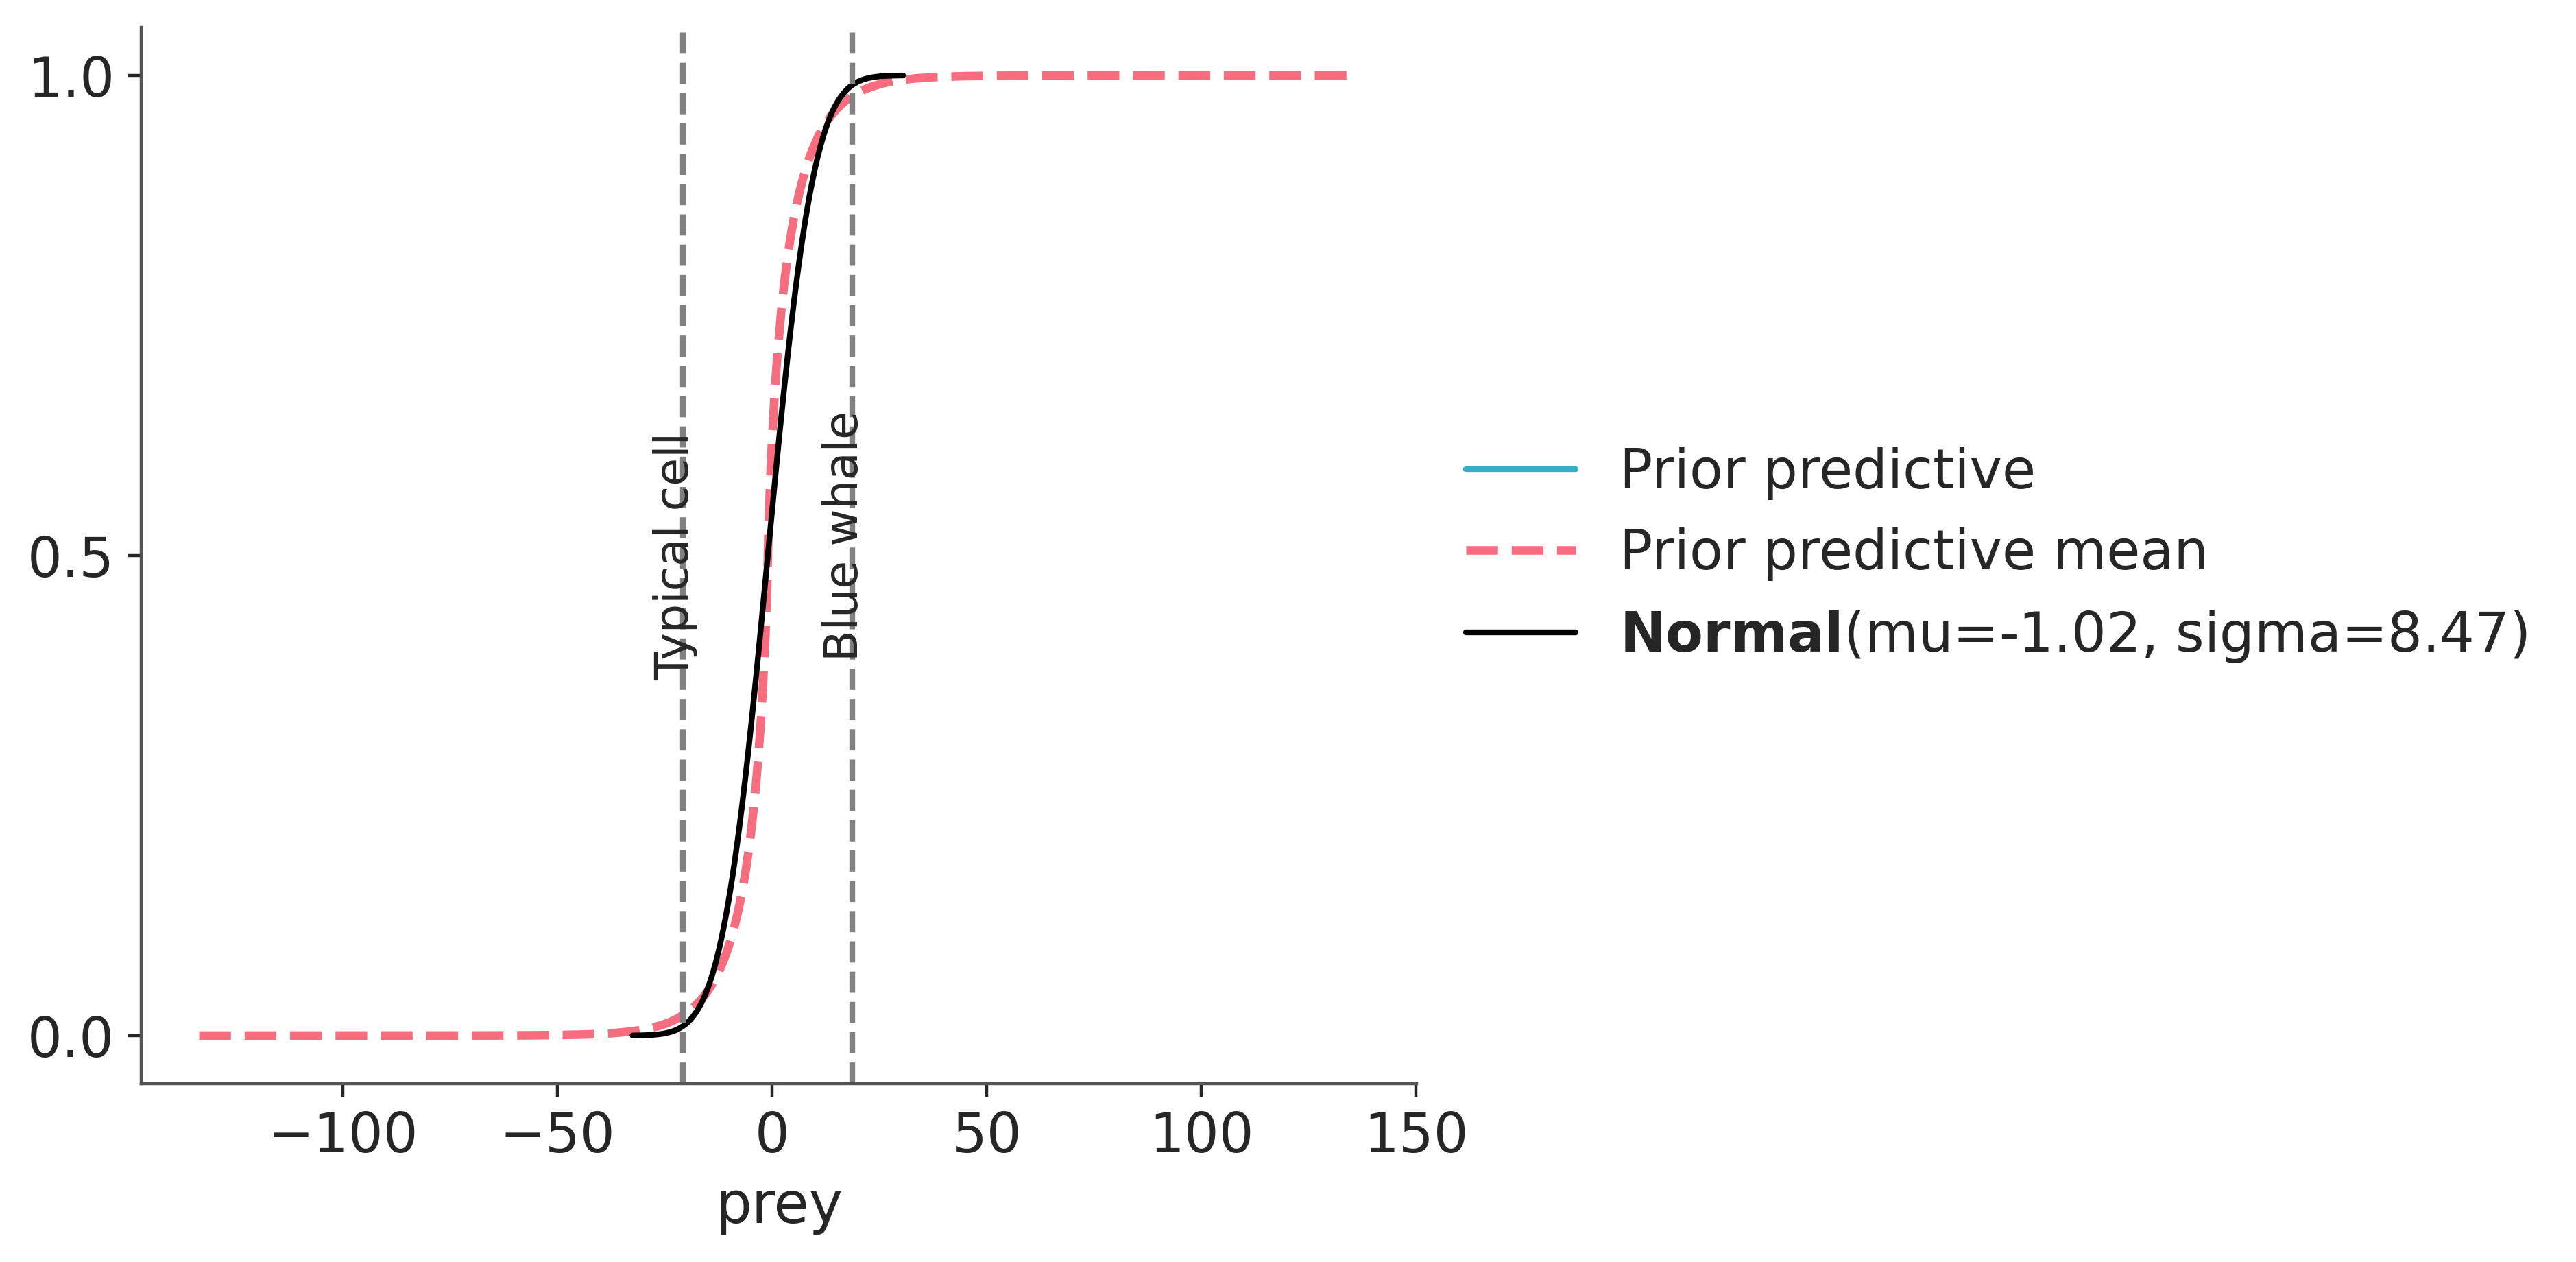 1.0
0.5
0.0
Typical cell
Blue whale
−100
−50
0
50
100
150
prey
Prior predictive
Prior predictive mean
Normal(mu=-1.02, sigma=8.47)